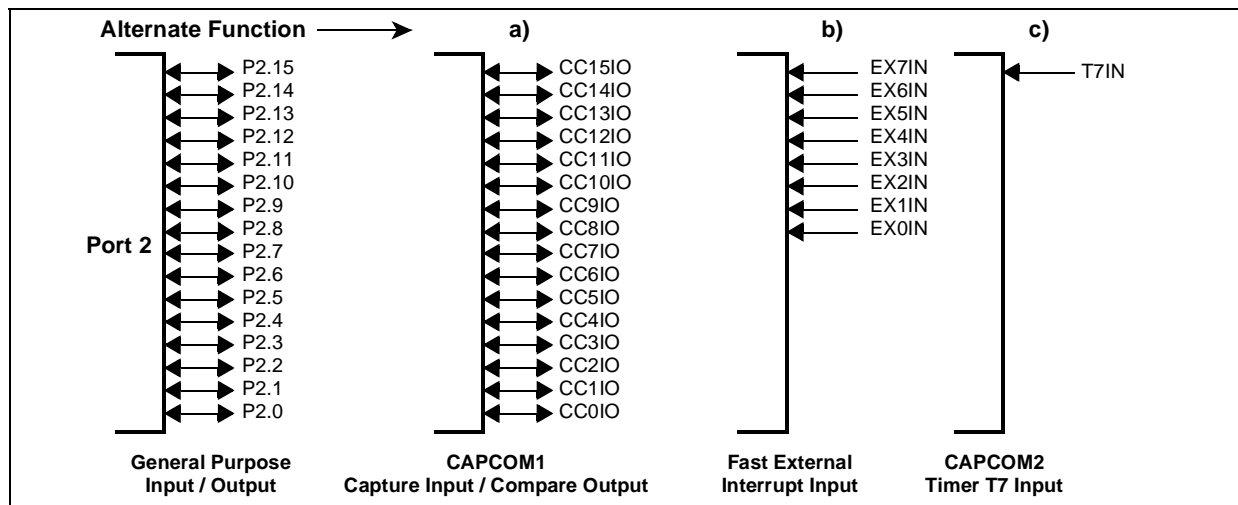 Alternate Function a) b) c)
P2.15 CC15IO EX7IN T7IN
P2.14 CC14IO EX6IN
P2.13 CC13IO EX5IN
P2.12 CC12IO EX4IN
P2.11 CC11IO EX3IN
P2.10 CC10IO EX2IN
P2.9 CC9IO EX1IN
P2.8 CC8IO EX0IN
Port 2 P2.7 CC7IO
P2.6 CC6IO
P2.5 CC5IO
P2.4 CC4IO
P2.3 CC3IO
P2.2 CC2IO
P2.1 CC1IO
P2.0 CC0IO
General Purpose CAPCOM1 Fast External CAPCOM2
Input / Output Capture Input / Compare Output Interrupt Input Timer T7 Input